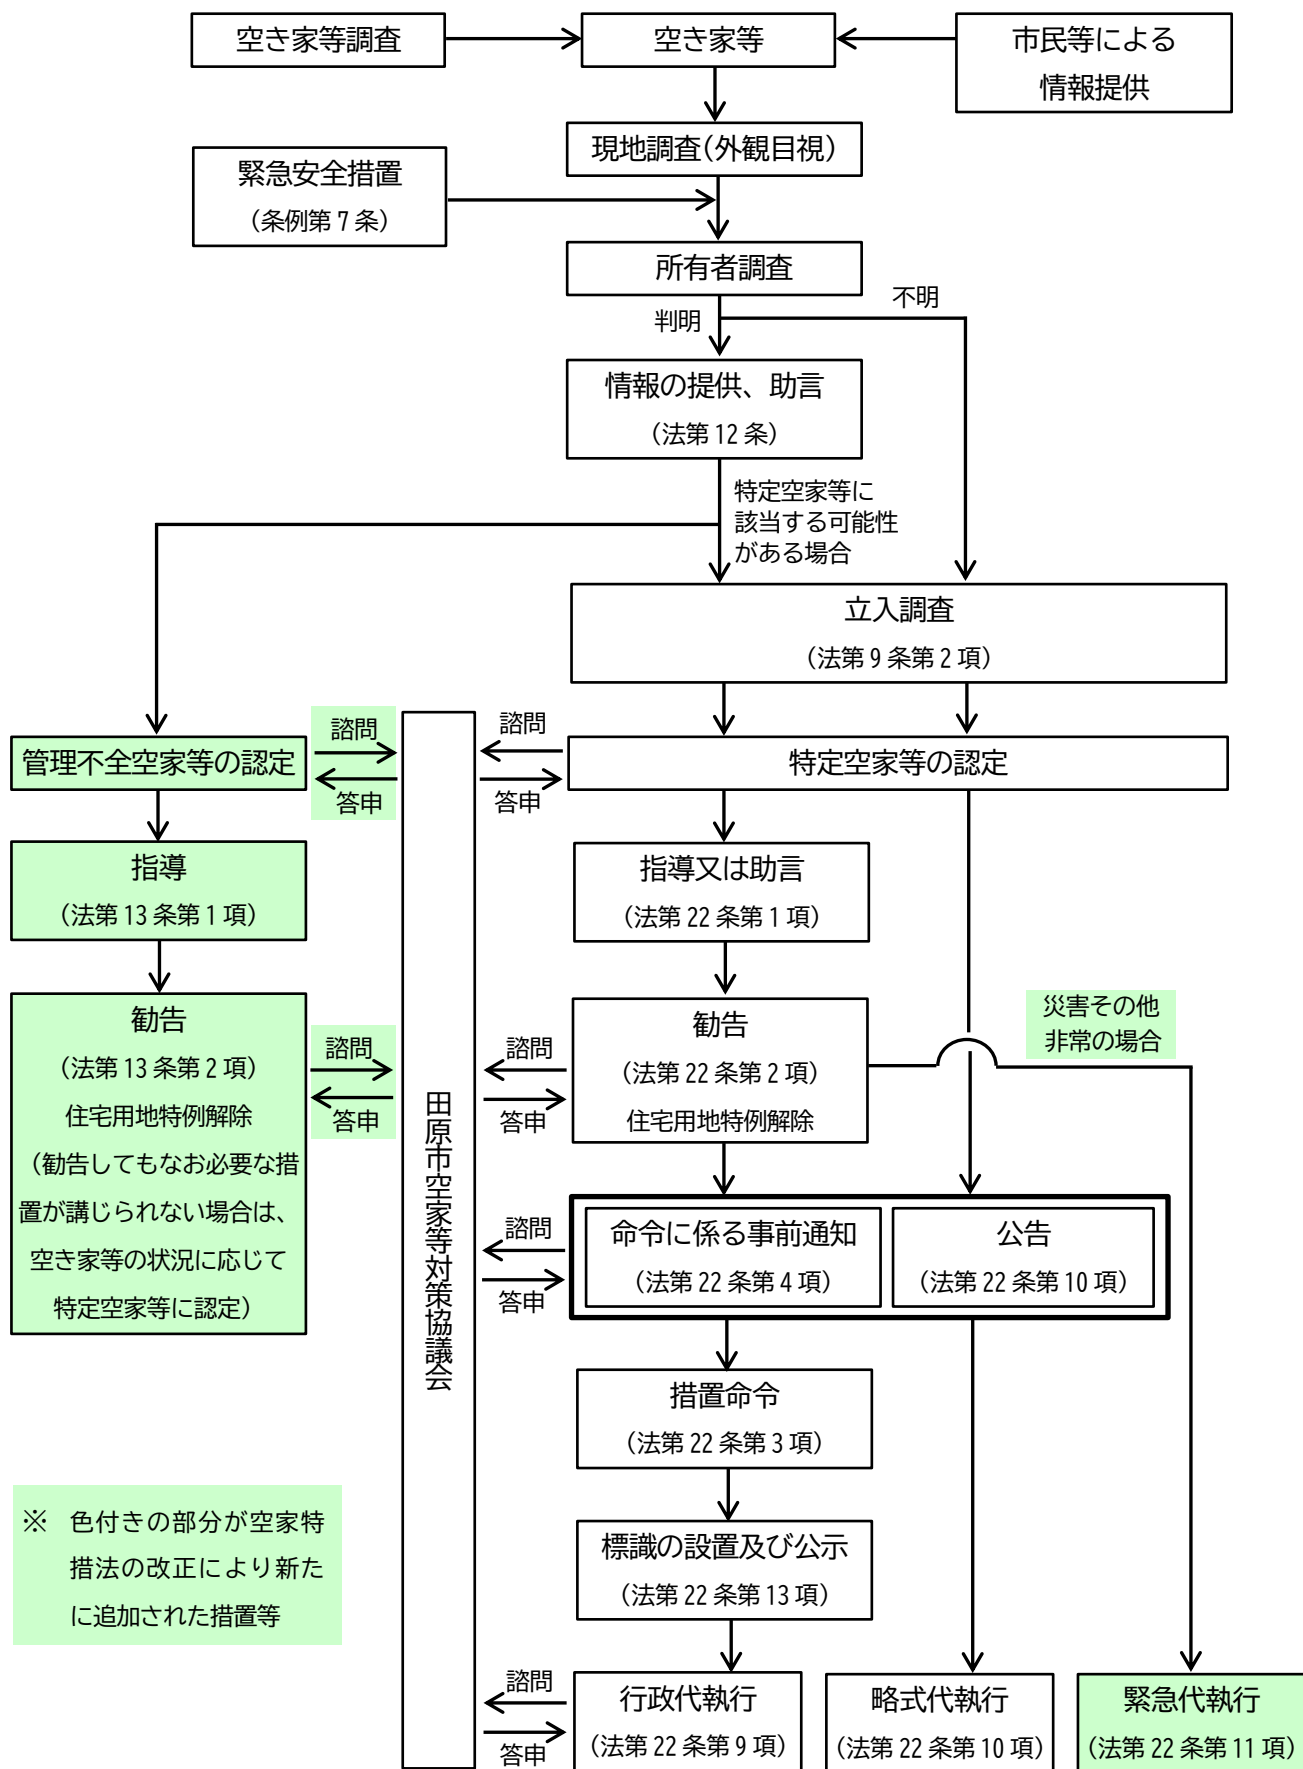 空き家等調査
空き家等
市民等による
情報提供
現地調査(外観目視)
緊急安全措置
(条例第7条)
所有者調査
不明
判明
情報の提供、助言
(法第12条)
特定空家等に
該当する可能性
がある場合
立入調査
(法第9条第2項)
管理不全空家等の認定
諮問
答申
諮問
答申
特定空家等の認定
指導
(法第13条第1項)
指導又は助言
(法第22条第1項)
勧告
(法第13条第2項)
住宅用地特例解除
(勧告してもなお必要な措
置が講じられない場合は、
空き家等の状況に応じて
特定空家等に認定)
諮問
答申
田原市空家等対策協議会
諮問
答申
勧告
(法第22条第2項)
住宅用地特例解除
災害その他
非常の場合
諮問
答申
命令に係る事前通知
(法第22条第4項)
公告
(法第22条第10項)
措置命令
(法第22条第3項)
※ 色付きの部分が空家特
措法の改正により新た
に追加された措置等
標識の設置及び公示
(法第22条第13項)
諮問
答申
行政代執行
(法第22条第9項)
略式代執行
(法第22条第10項)
緊急代執行
(法第22条第11項)